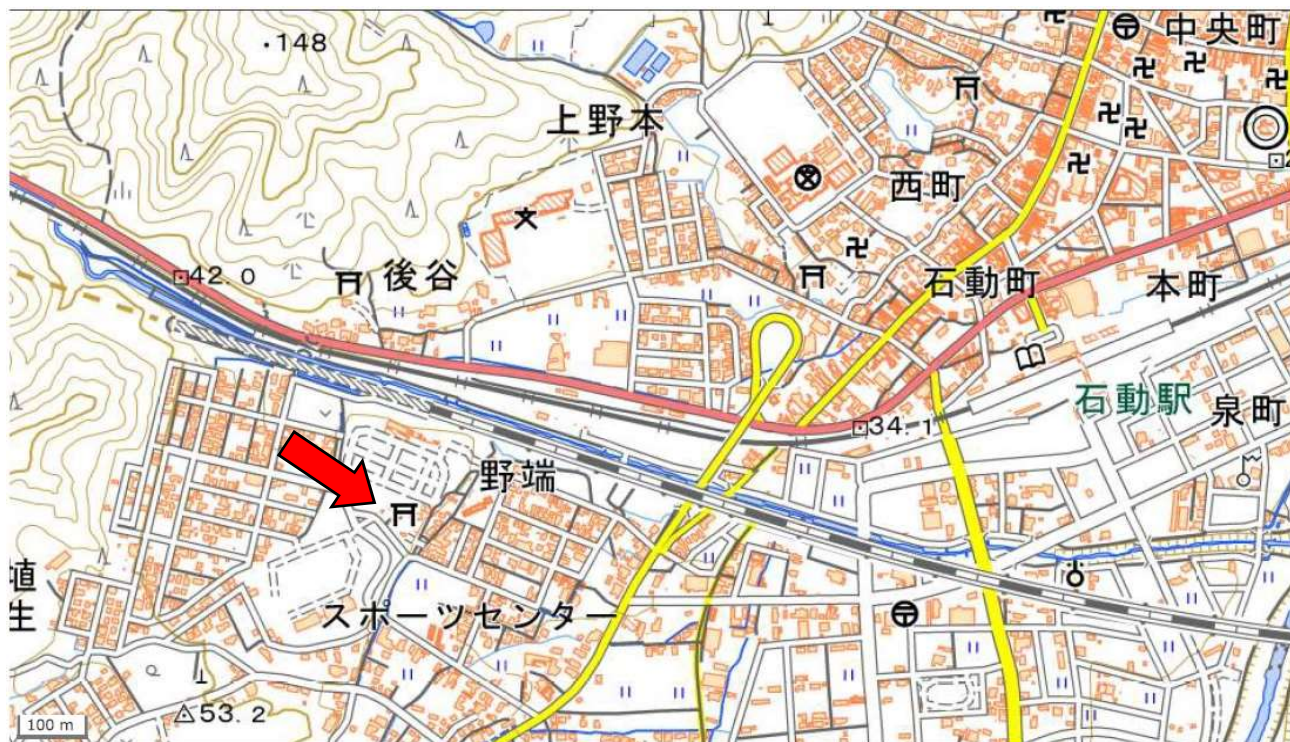 148
中央町
上野本
西町
42.0
後谷
石動町
本町
石動駅
泉町
34.1
野端
植生
スポーツセンター
53.2
100 m